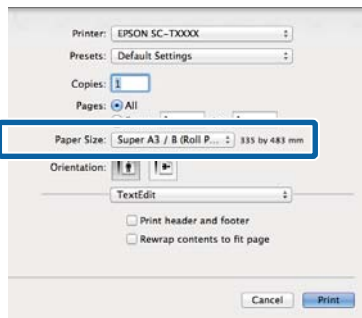 Printer: EPSON SC-TXXXX
Presets: Default Settings
Copies: 1
Pages: All
Paper Size: Super A3 / B (Roll P... 335 by 483 mm
Orientation:
TextEdit
Print header and footer
Rewrap contents to fit page
Cancel Print